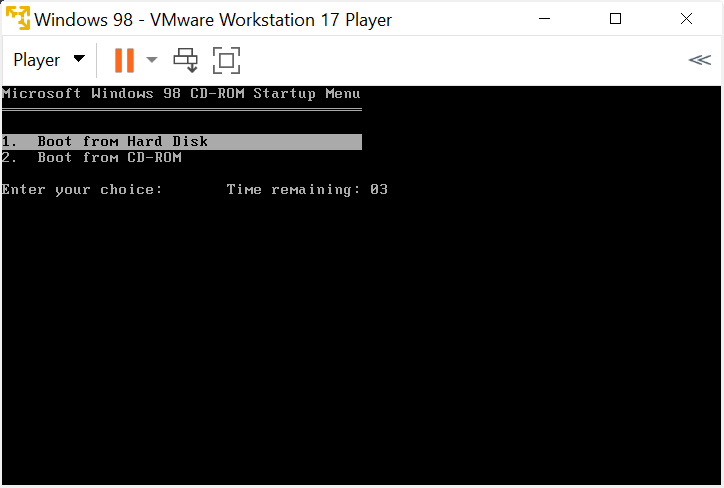 Windows 98 - VMware Workstation 17 Player
Player
Microsoft Windows 98 CD-ROM Startup Menu
1. Boot from Hard Disk
2. Boot from CD-ROM
Enter your choice: Time remaining: 03